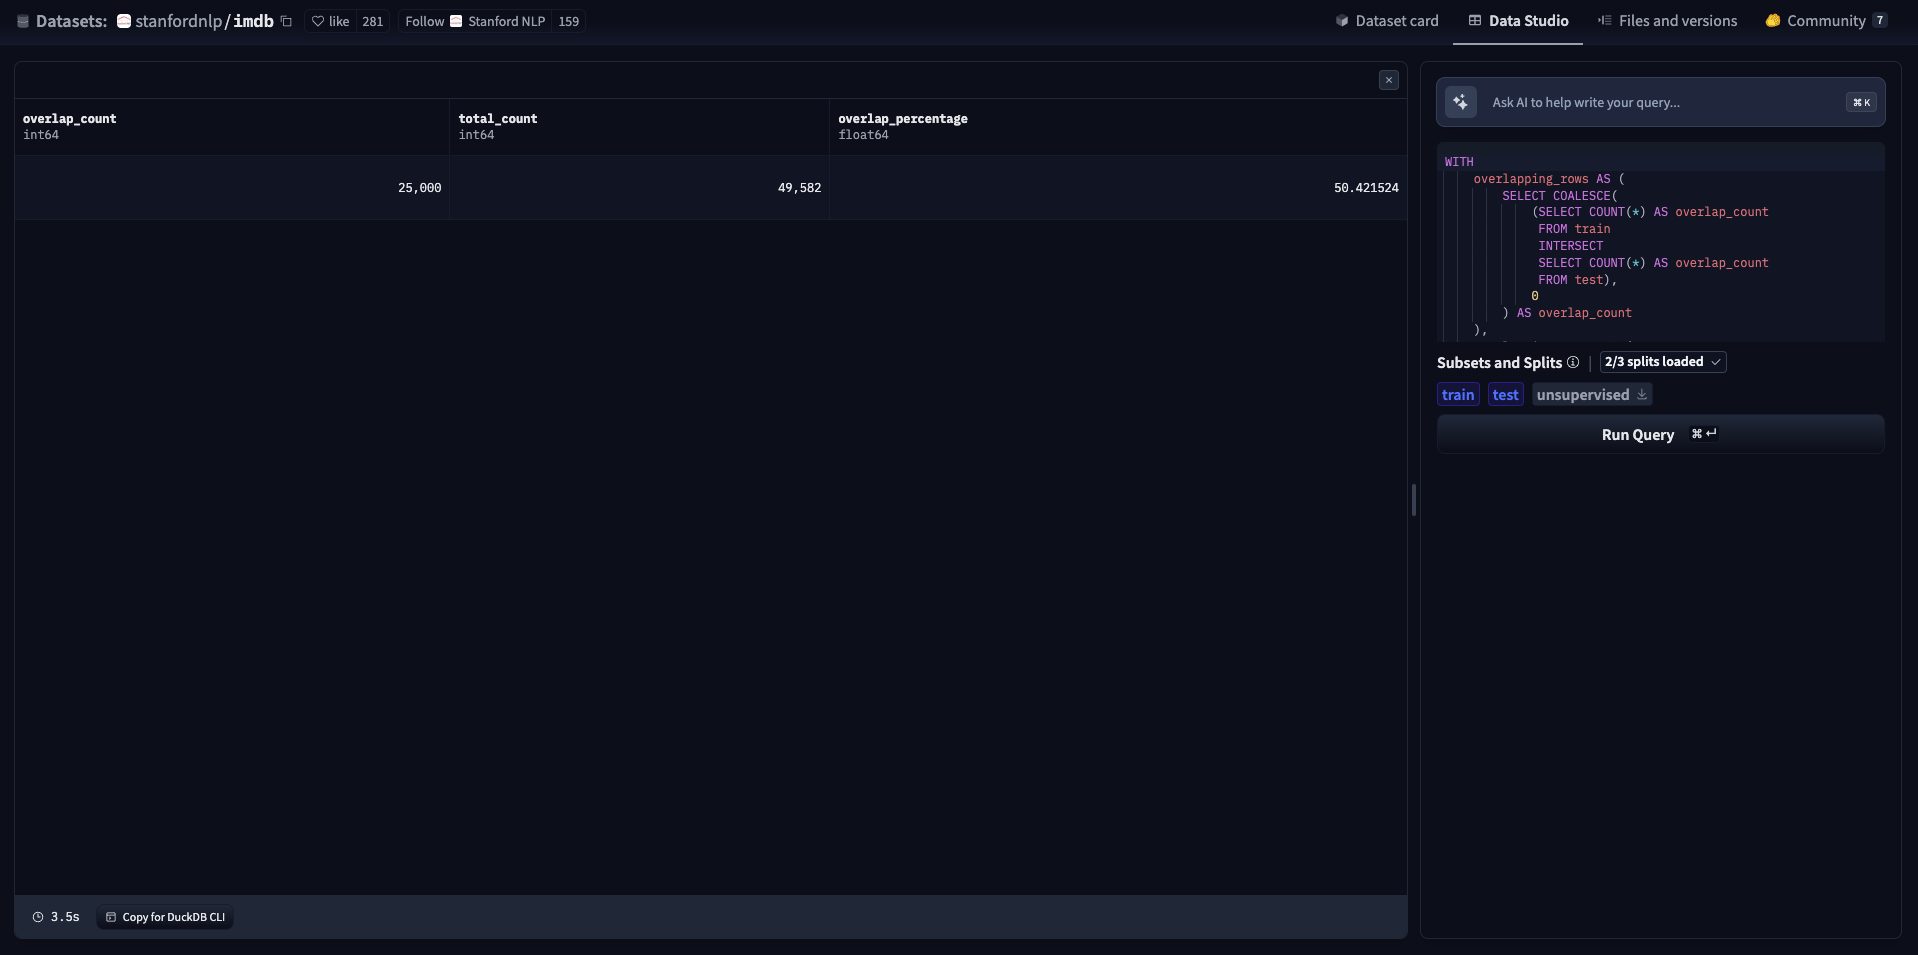 Datasets: stanfordnlp/imdb like 281 Follow Stanford NLP 159
Dataset card Data Studio Files and versions Community 7
overlap_count total_count overlap_percentage
int64 int64 float64
25,000 49,582 50.421524
3.5s Copy for DuckDB CLI
Ask AI to help write your query... ⌘K
WITH
overlapping_rows AS (
SELECT COALESCE(
(SELECT COUNT(*) AS overlap_count
FROM train
INTERSECT
SELECT COUNT(*) AS overlap_count
FROM test),
0
) AS overlap_count
),
Subsets and Splits | 2/3 splits loaded
train test unsupervised
Run Query ⌘↵